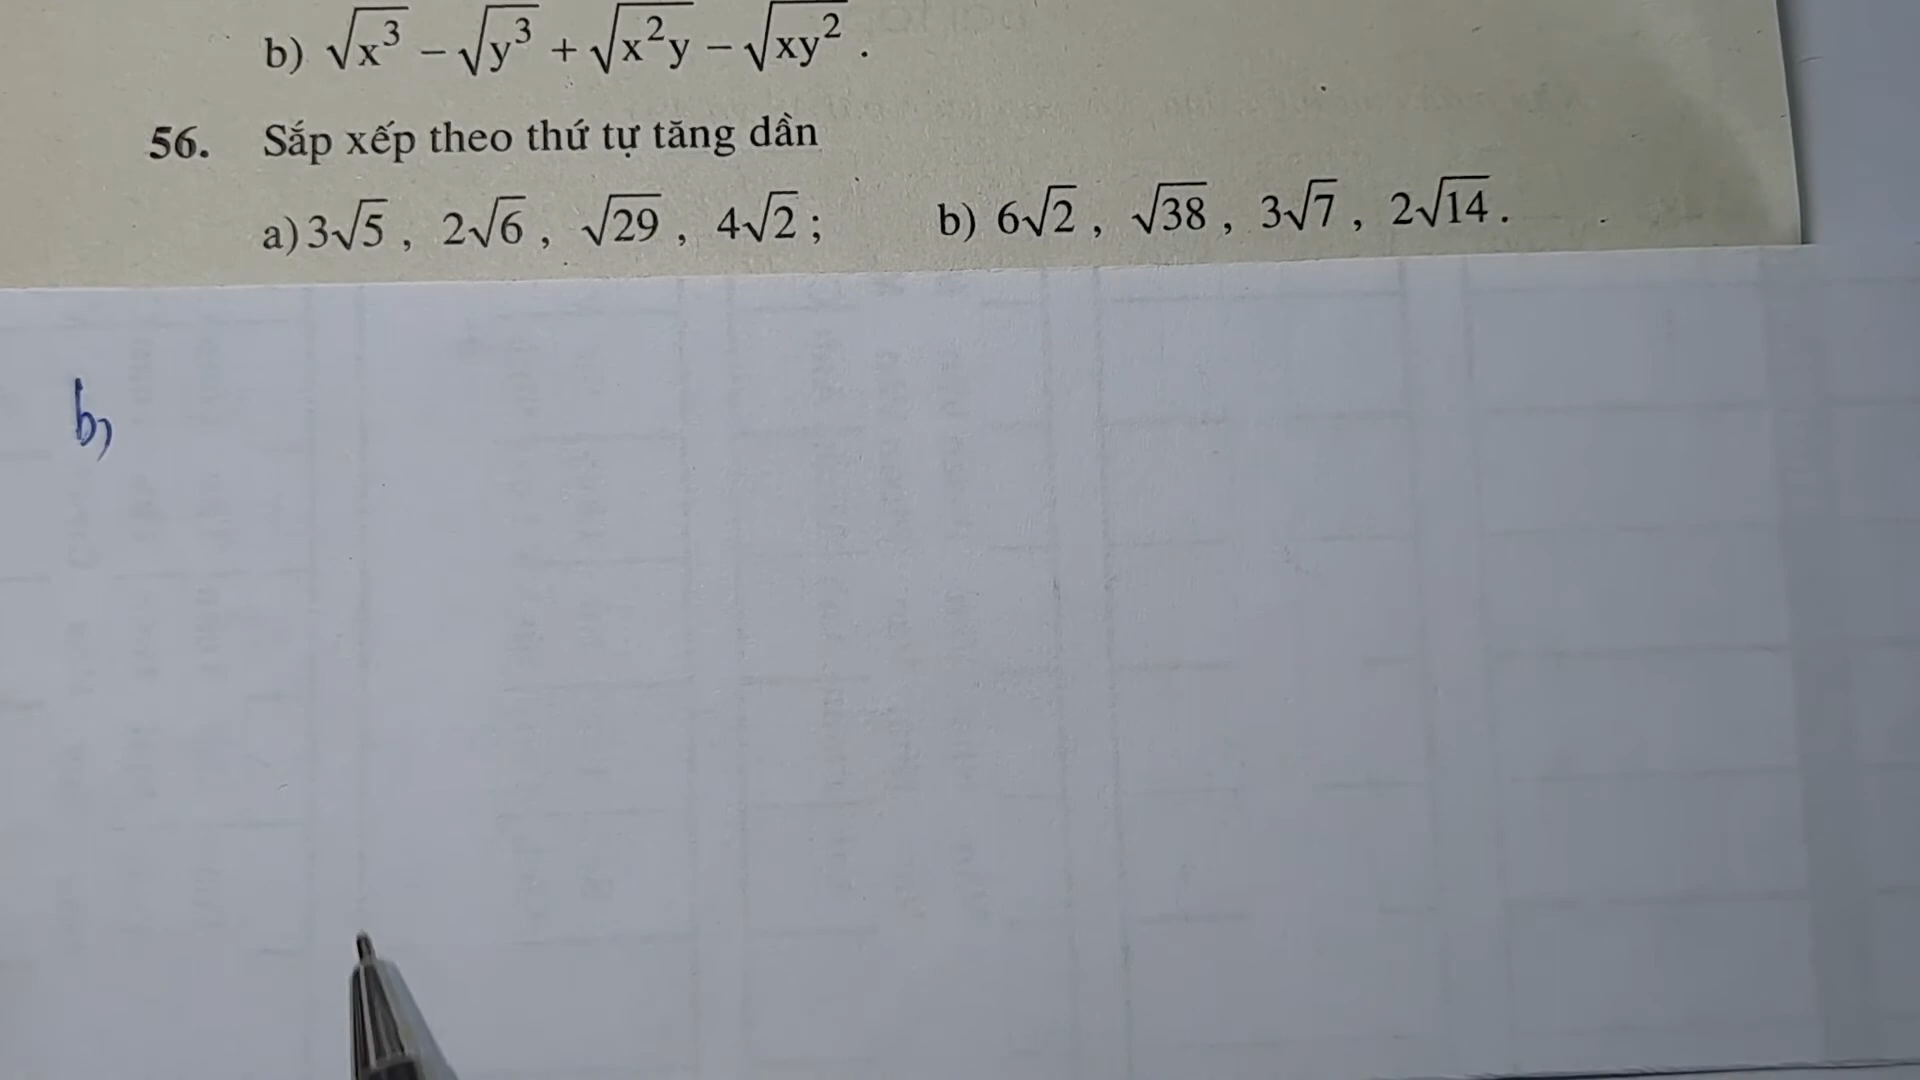 b) √x³ − √y³ + √x²y − √xy² .
56. Sắp xếp theo thứ tự tăng dần
a) 3√5 , 2√6 , √29 , 4√2 ; b) 6√2 , √38 , 3√7 , 2√14 .
b)